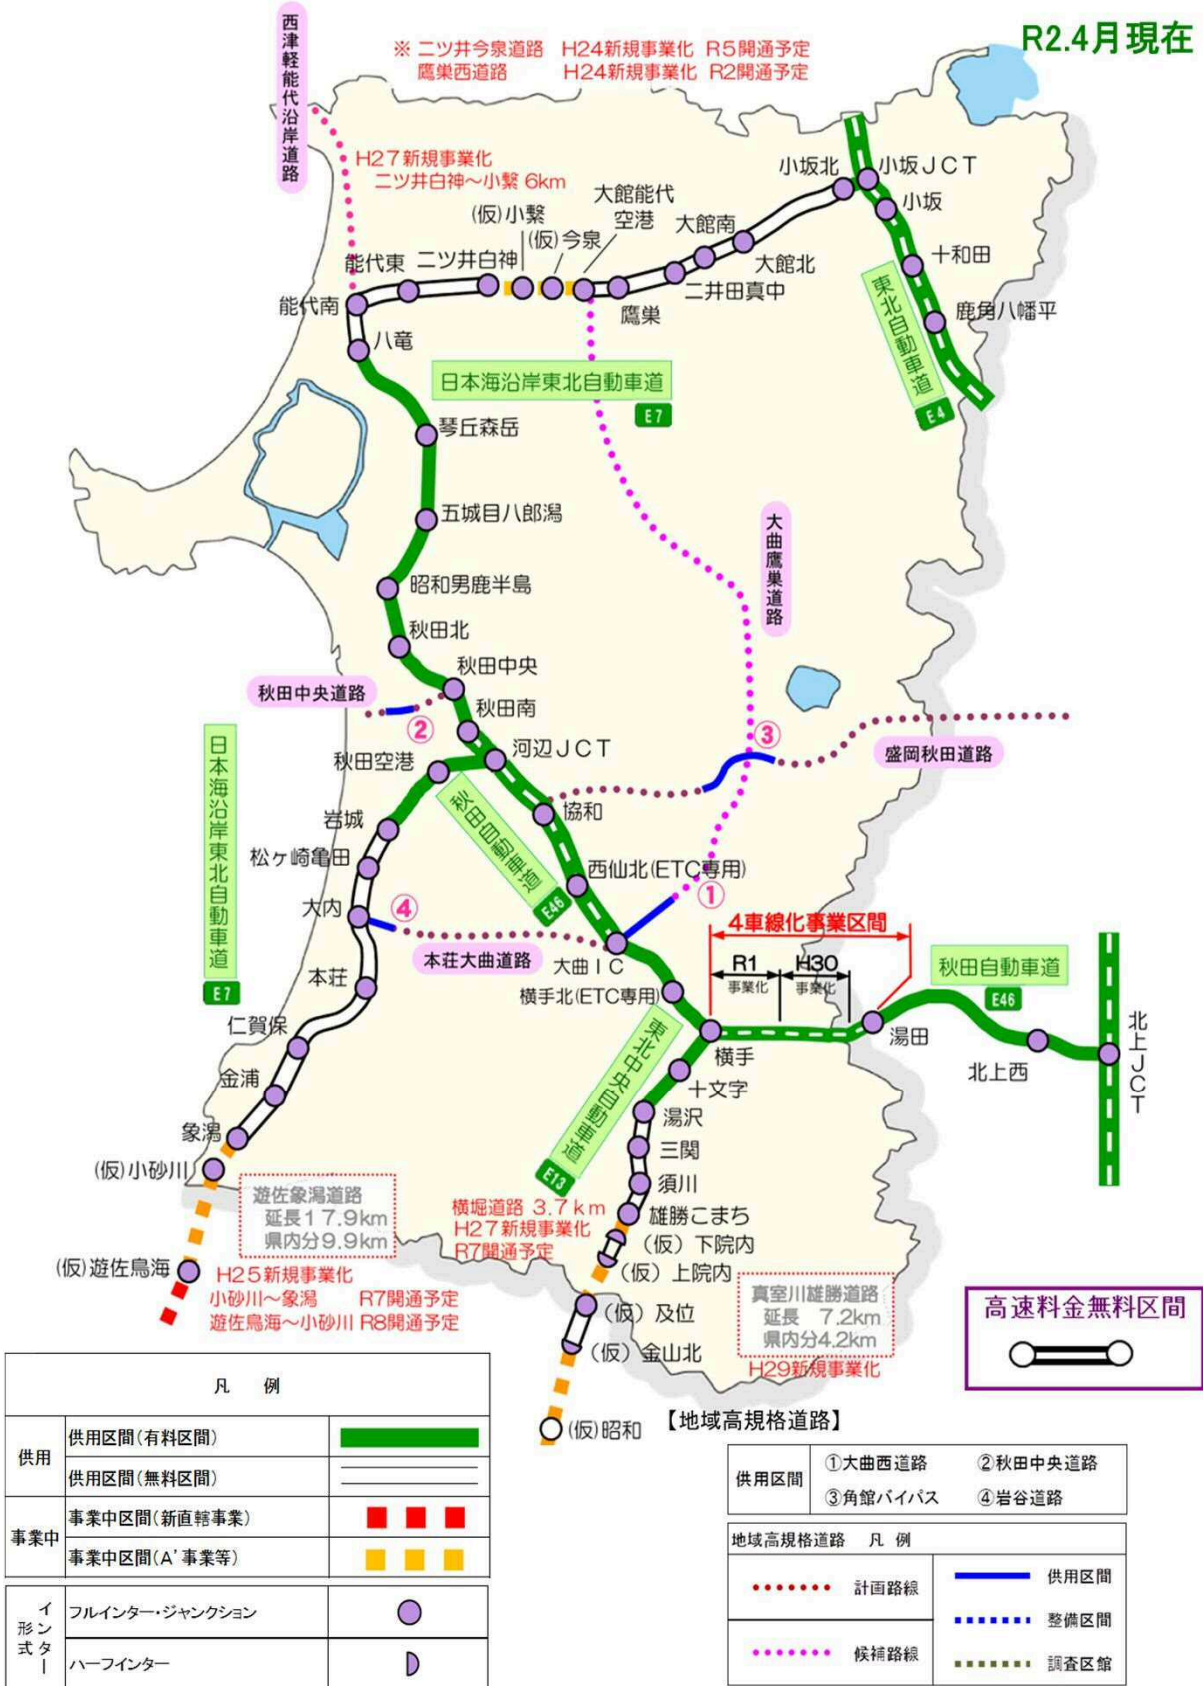 R2.4月現在
※ 二ツ井今泉道路 H24新規事業化 R5開通予定
鷹巣西道路 H24新規事業化 R2開通予定
西津軽能代沿岸道路
H27新規事業化
二ツ井白神～小繋 6km
小坂北
小坂JCT
小坂
十和田
鹿角八幡平
東北自動車道
E4
(仮)小繋
(仮)今泉
大館能代
空港
大館南
大館北
二井田真中
鷹巣
能代東
二ツ井白神
能代南
八竜
日本海沿岸東北自動車道
E7
琴丘森岳
五城目八郎潟
大曲鷹巣道路
昭和男鹿半島
秋田北
秋田中央
秋田中央道路
②
秋田南
河辺JCT
③
盛岡秋田道路
日本海沿岸東北自動車道
E7
秋田空港
秋田自動車道
E46
協和
岩城
松ヶ崎亀田
西仙北(ETC専用)
①
大内
④
本荘大曲道路
大曲IC
4車線化事業区間
R1
事業化
H30
事業化
秋田自動車道
E46
本荘
横手北(ETC専用)
仁賀保
東北中央自動車道
E13
横手
湯田
北上西
北上JCT
金浦
十文字
象潟
湯沢
(仮)小砂川
三関
須川
遊佐象潟道路
延長17.9km
県内分9.9km
横堀道路 3.7km
H27新規事業化
R7開通予定
雄勝こまち
(仮)下院内
(仮)上院内
(仮)遊佐鳥海
H25新規事業化
小砂川～象潟 R7開通予定
遊佐鳥海～小砂川 R8開通予定
真室川雄勝道路
延長 7.2km
県内分4.2km
H29新規事業化
(仮)及位
(仮)金山北
(仮)昭和
高速料金無料区間
凡 例
供用
供用区間(有料区間)
供用区間(無料区間)
事業中
事業中区間(新直轄事業)
事業中区間(A'事業等)
インター形式
フルインター・ジャンクション
ハーフインター
【地域高規格道路】
供用区間
①大曲西道路 ②秋田中央道路
③角館バイパス ④岩谷道路
地域高規格道路 凡 例
計画路線
候補路線
供用区間
整備区間
調査区館